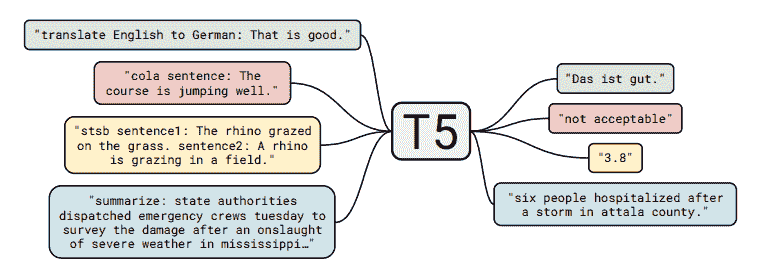 "translate English to German: That is good."
"cola sentence: The
course is jumping well."
"stsb sentence1: The rhino grazed
on the grass. sentence2: A rhino
is grazing in a field."
"summarize: state authorities
dispatched emergency crews tuesday to
survey the damage after an onslaught
of severe weather in mississippi…"
T5
"Das ist gut."
"not acceptable"
"3.8"
"six people hospitalized after
a storm in attala county."